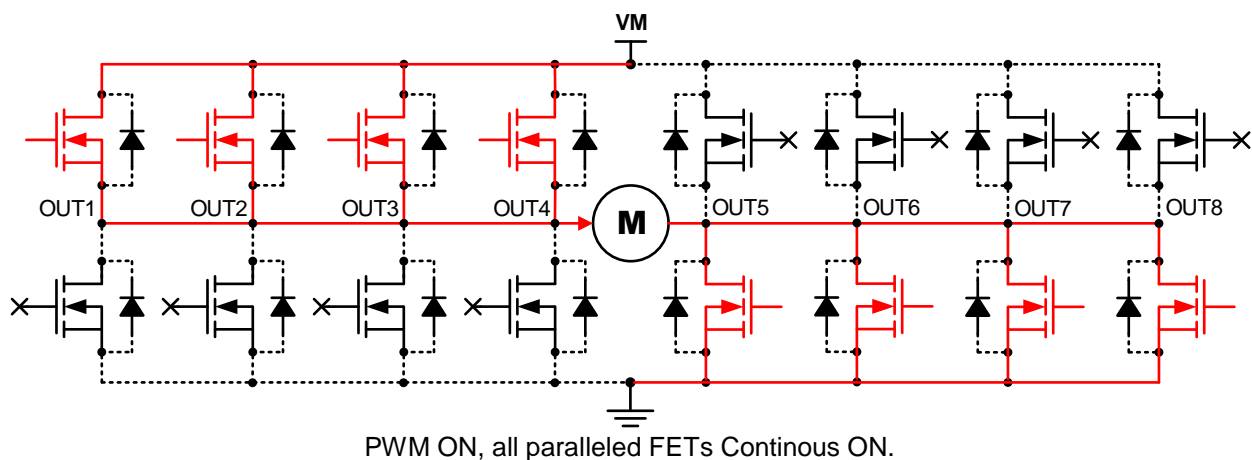 VM
OUT1 OUT2 OUT3 OUT4 M OUT5 OUT6 OUT7 OUT8
PWM ON, all paralleled FETs Continous ON.